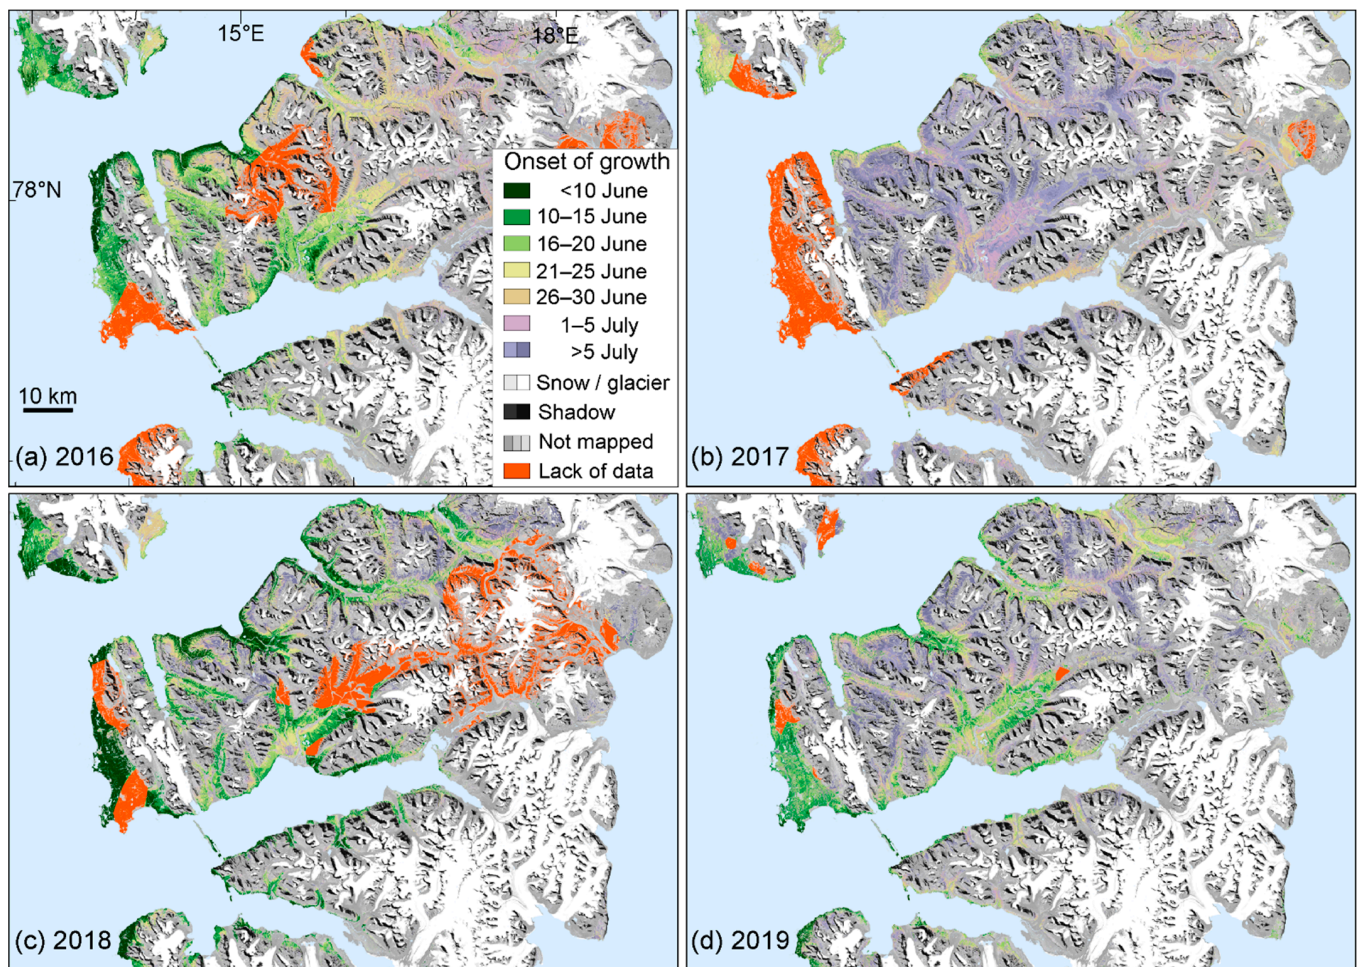 15°E
18°E
78°N
Onset of growth
<10 June
10–15 June
16–20 June
21–25 June
26–30 June
1–5 July
>5 July
Snow / glacier
Shadow
Not mapped
Lack of data
10 km
(a) 2016
(b) 2017
(c) 2018
(d) 2019